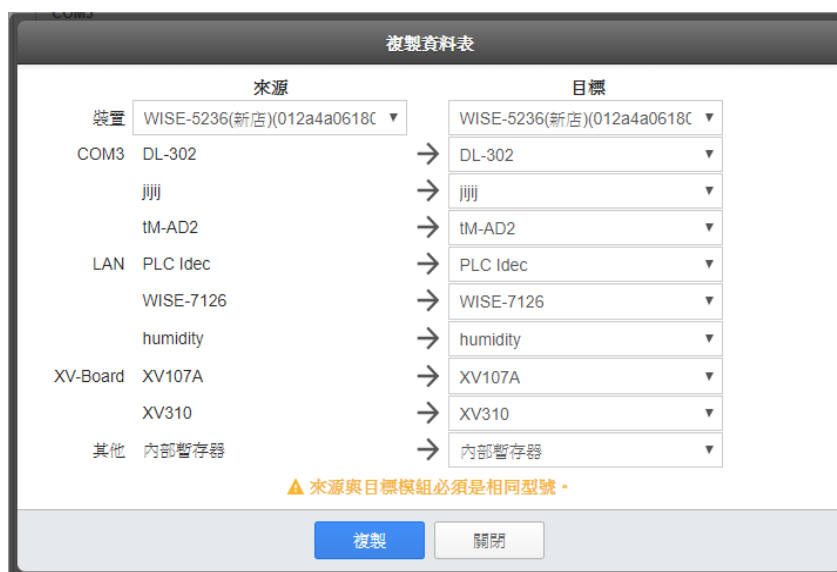 複製資料表
來源 目標
裝置 WISE-5236(新店)(012a4a06180 WISE-5236(新店)(012a4a06180
COM3 DL-302 → DL-302
jijij → jijij
tM-AD2 → tM-AD2
LAN PLC Idec → PLC Idec
WISE-7126 → WISE-7126
humidity → humidity
XV-Board XV107A → XV107A
XV310 → XV310
其他 內部暫存器 → 內部暫存器
來源與目標模組必須是相同型號。
複製 關閉